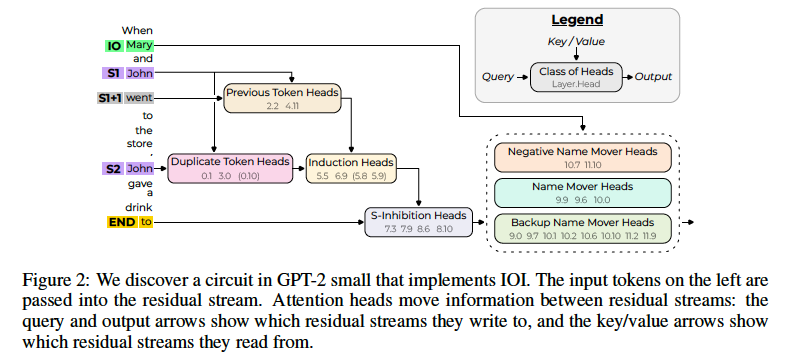 When
IO Mary
and
S1 John
S1+1 went
to
the
store
.
S2 John
gave
a
drink
END to
Previous Token Heads
2.2 4.11
Duplicate Token Heads
0.1 3.0 (0.10)
Induction Heads
5.5 6.9 (5.8 5.9)
S-Inhibition Heads
7.3 7.9 8.6 8.10
Legend
Key/Value
Query
Class of Heads
Layer.Head
Output
Negative Name Mover Heads
10.7 11.10
Name Mover Heads
9.9 9.6 10.0
Backup Name Mover Heads
9.0 9.7 10.1 10.2 10.6 10.10 11.2 11.9
Figure 2: We discover a circuit in GPT-2 small that implements IOI. The input tokens on the left are
passed into the residual stream. Attention heads move information between residual streams: the
query and output arrows show which residual streams they write to, and the key/value arrows show
which residual streams they read from.